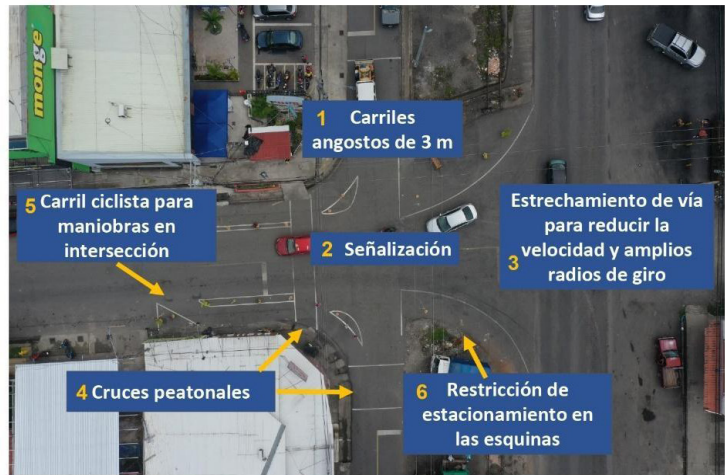 monge
1 Carriles
angostos de 3 m
5 Carril ciclista para
maniobras en
intersección
2 Señalización
Estrechamiento de vía
para reducir la
velocidad y amplios
3 radios de giro
4 Cruces peatonales
6 Restricción de
estacionamiento en
las esquinas